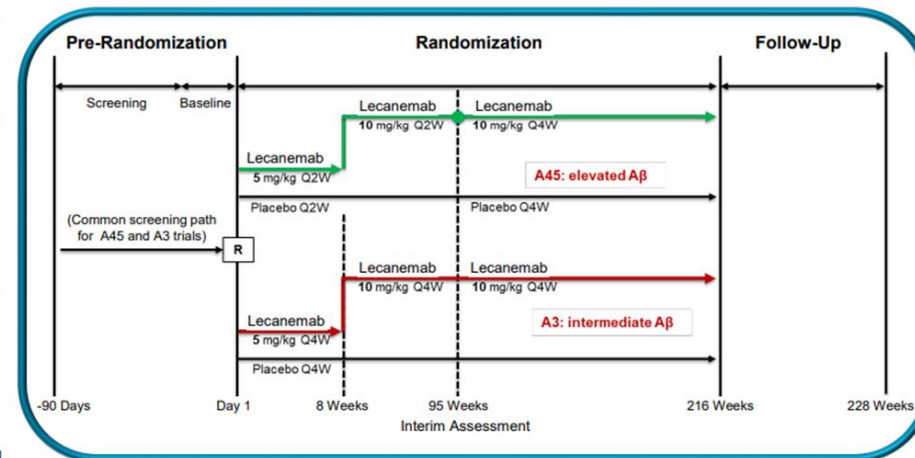 Pre-Randomization
Randomization
Follow-Up
Screening
Baseline
Lecanemab
10 mg/kg Q2W
Lecanemab
10 mg/kg Q4W
Lecanemab
5 mg/kg Q2W
A45: elevated Aβ
Placebo Q2W
Placebo Q4W
(Common screening path
for A45 and A3 trials)
R
Lecanemab
10 mg/kg Q4W
Lecanemab
10 mg/kg Q4W
Lecanemab
5 mg/kg Q4W
A3: intermediate Aβ
Placebo Q4W
-90 Days
Day 1
8 Weeks
95 Weeks
216 Weeks
228 Weeks
Interim Assessment